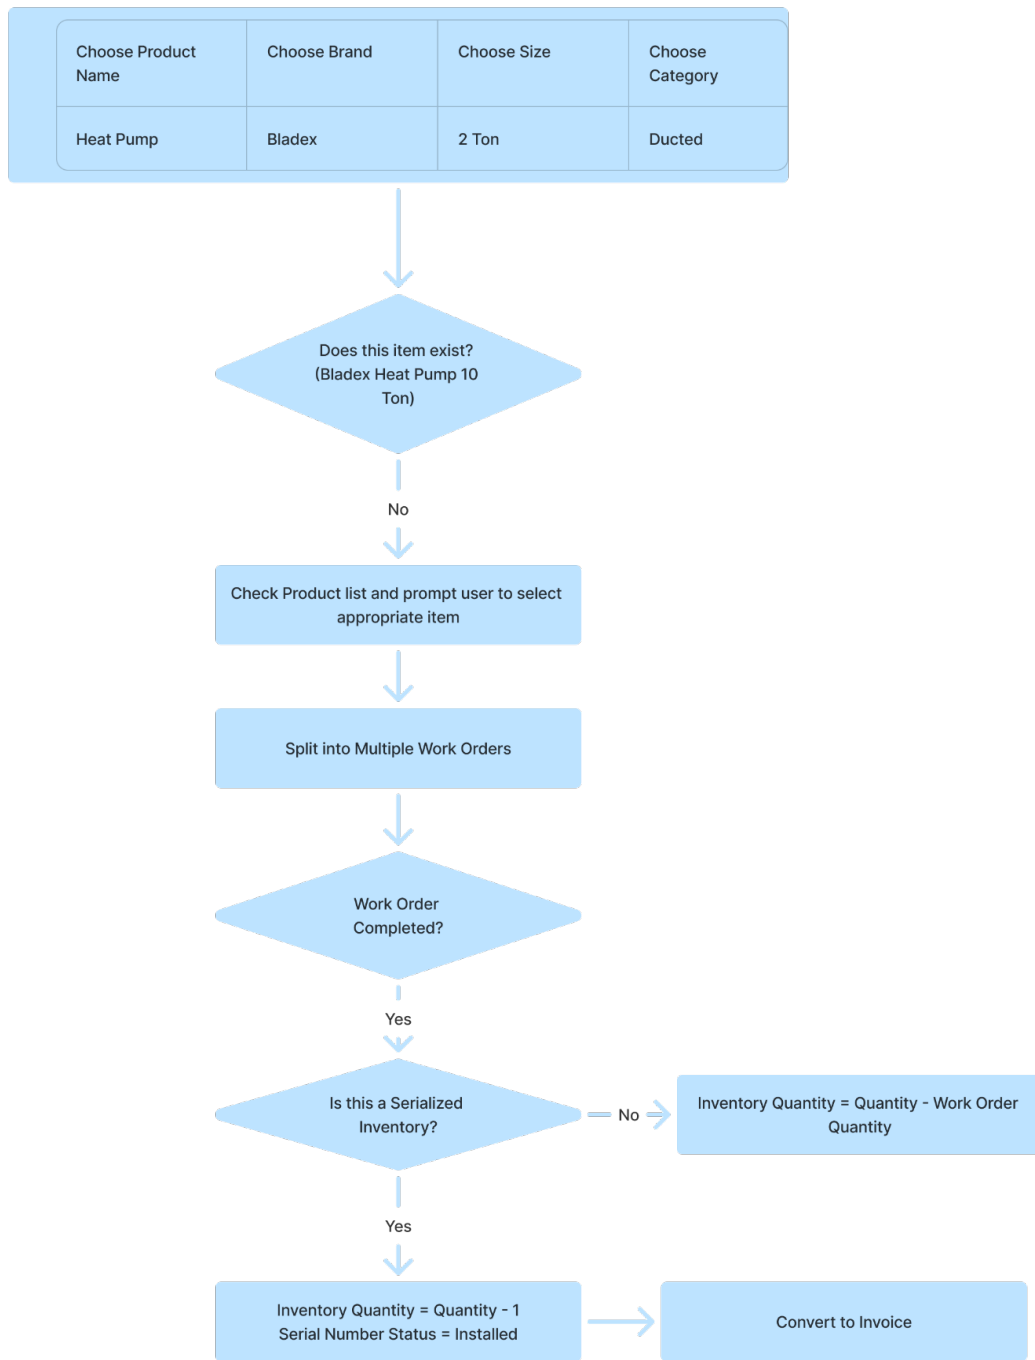 Choose Product
Name
Choose Brand
Choose Size
Choose
Category
Heat Pump
Bladex
2 Ton
Ducted
Does this item exist?
(Bladex Heat Pump 10
Ton)
No
Check Product list and prompt user to select
appropriate item
Split into Multiple Work Orders
Work Order
Completed?
Yes
Is this a Serialized
Inventory?
No
Inventory Quantity = Quantity - Work Order
Quantity
Yes
Inventory Quantity = Quantity - 1
Serial Number Status = Installed
Convert to Invoice